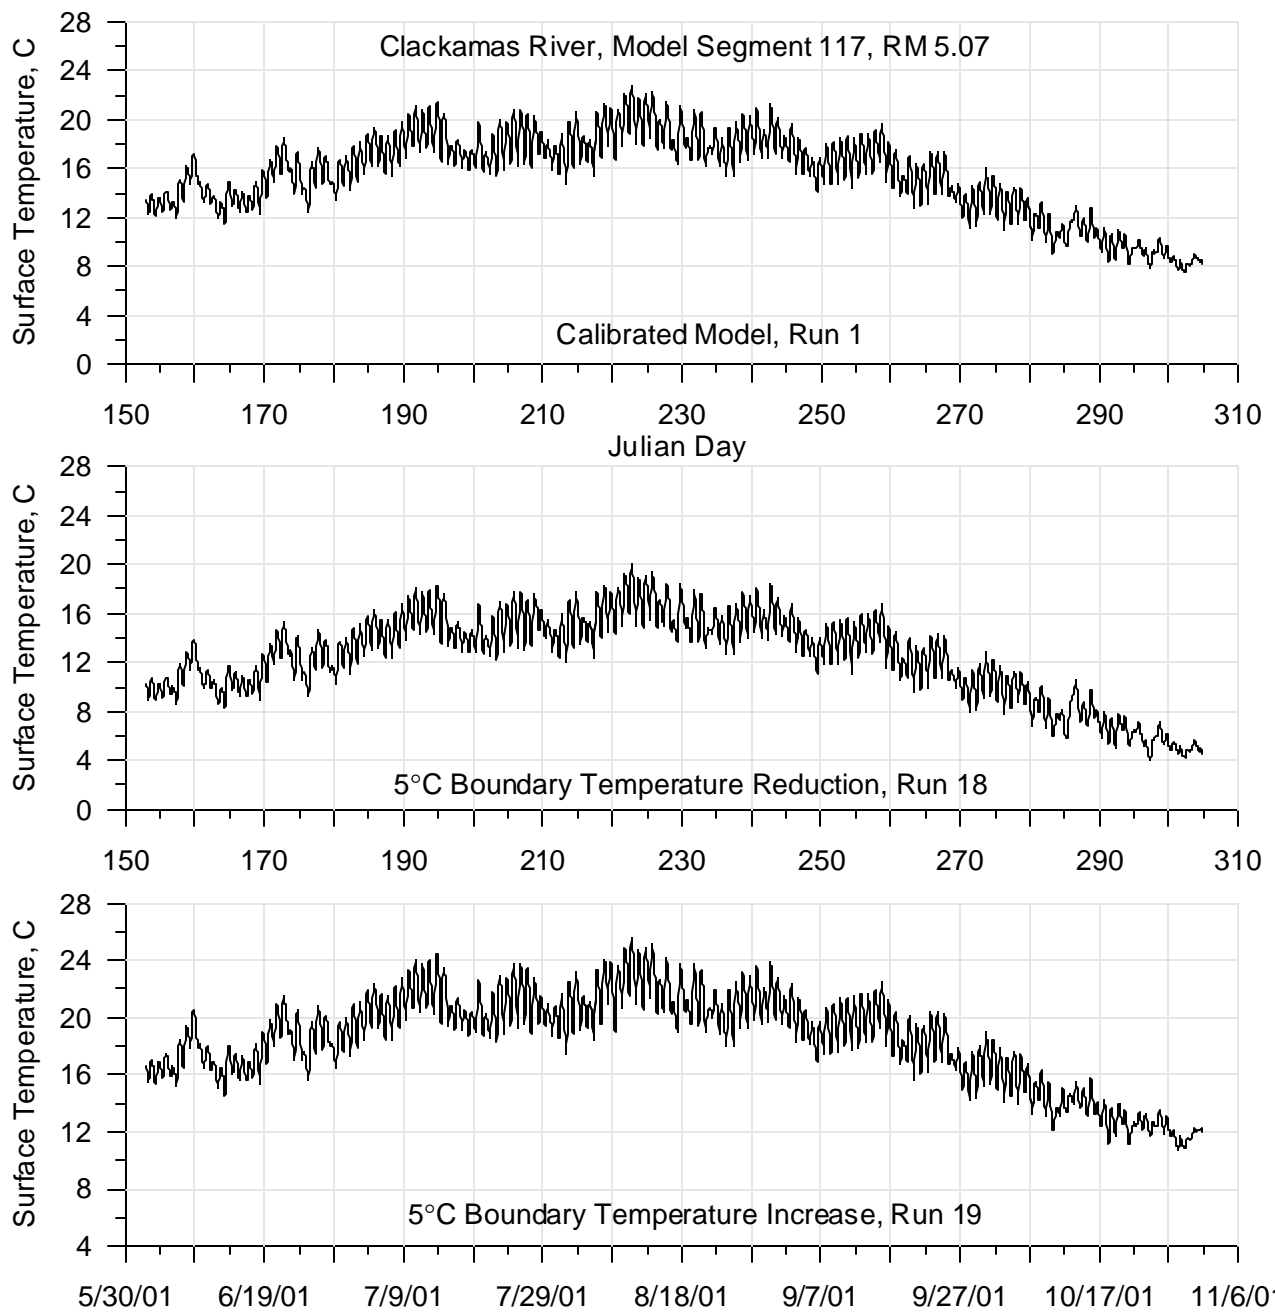 28
Clackamas River, Model Segment 117, RM 5.07
24
20
16
12
8
4
Calibrated Model, Run 1
0
Surface Temperature, C
150 170 190 210 230 250 270 290 310
Julian Day
28
24
20
16
12
8
4
5°C Boundary Temperature Reduction, Run 18
0
Surface Temperature, C
150 170 190 210 230 250 270 290 310
28
24
20
16
12
8
5°C Boundary Temperature Increase, Run 19
4
Surface Temperature, C
5/30/01 6/19/01 7/9/01 7/29/01 8/18/01 9/7/01 9/27/01 10/17/01 11/6/01